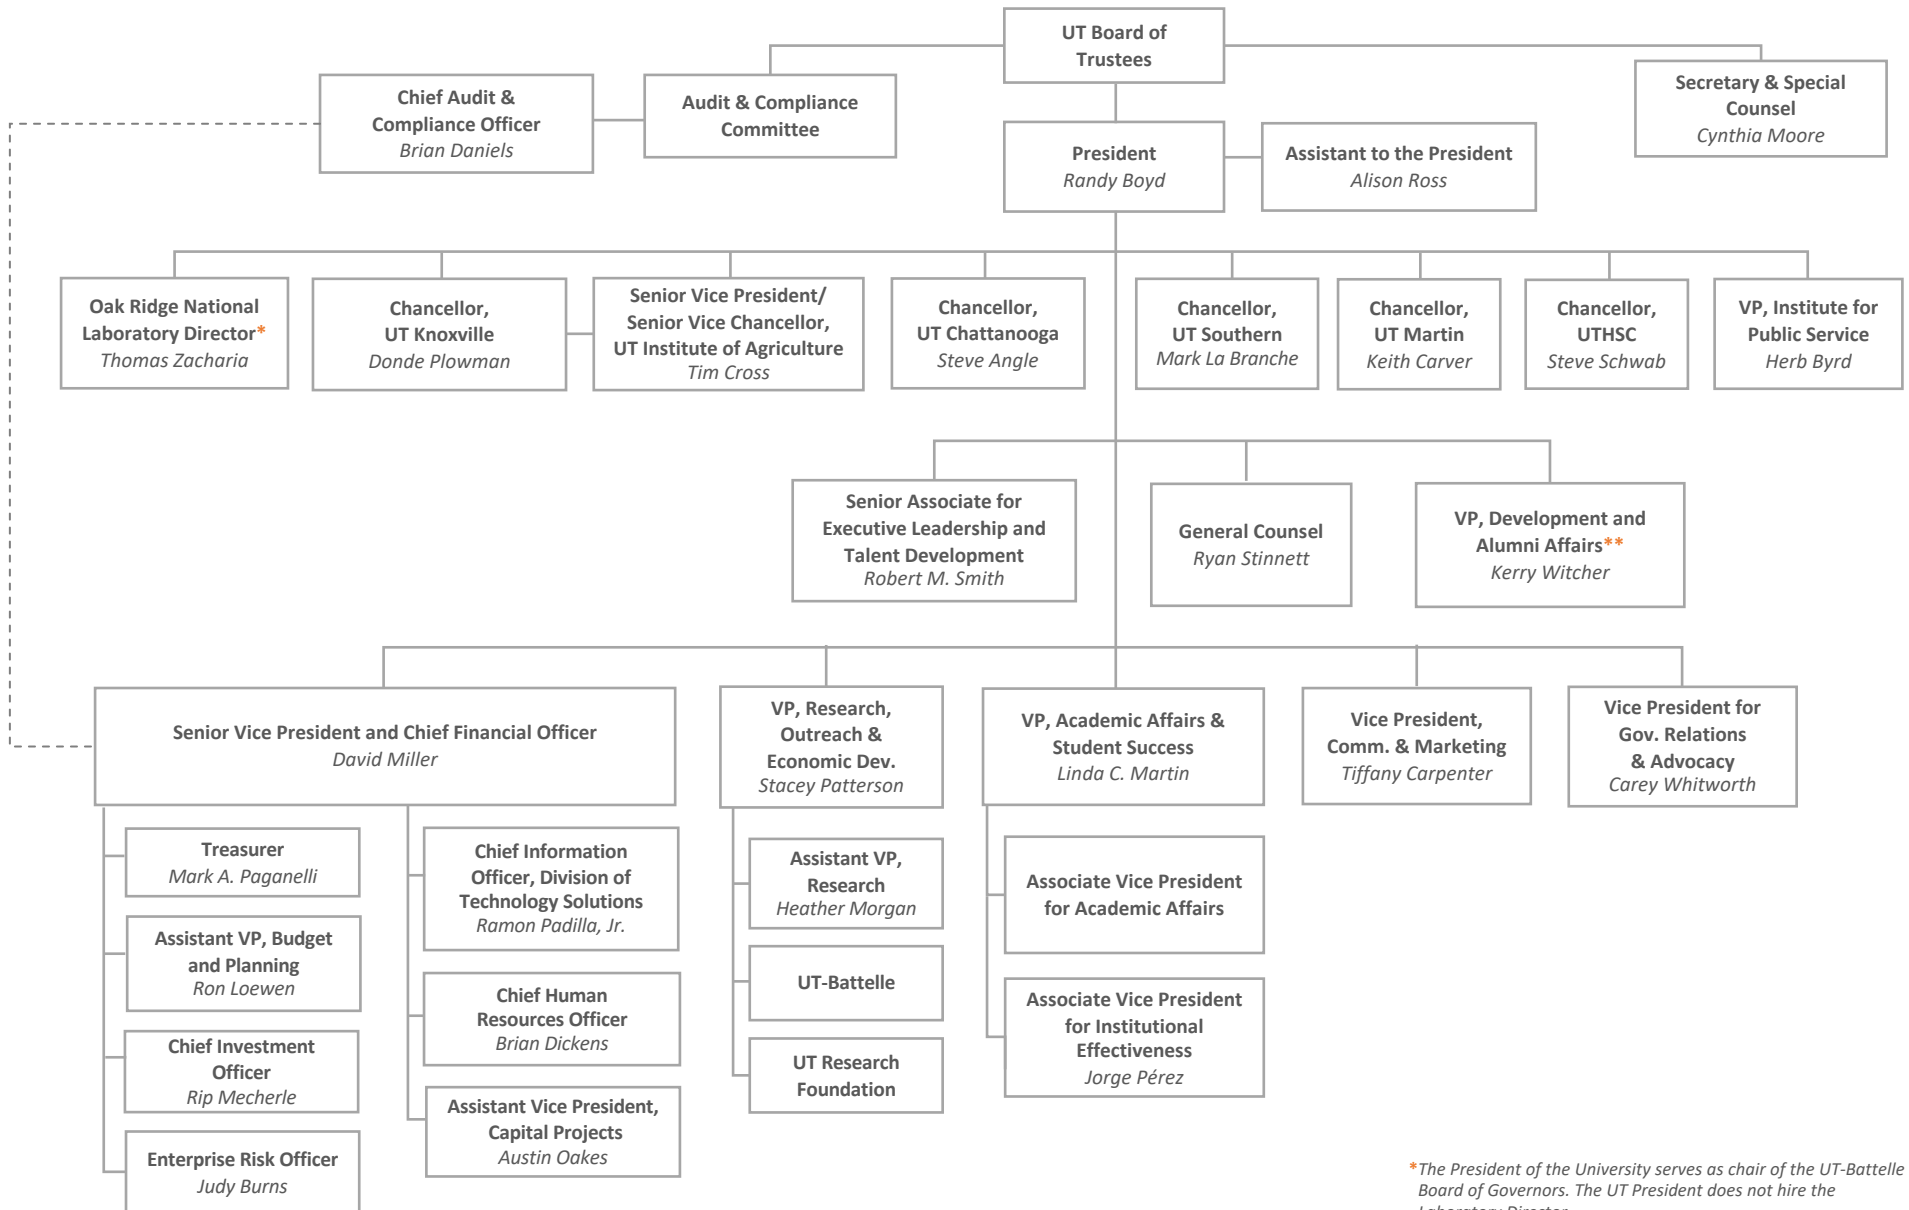 UT Board of
Trustees
Chief Audit &
Compliance Officer
Brian Daniels
Audit & Compliance
Committee
Secretary & Special
Counsel
Cynthia Moore
President
Randy Boyd
Assistant to the President
Alison Ross
Oak Ridge National
Laboratory Director*
Thomas Zacharia
Chancellor,
UT Knoxville
Donde Plowman
Senior Vice President/
Senior Vice Chancellor,
UT Institute of Agriculture
Tim Cross
Chancellor,
UT Chattanooga
Steve Angle
Chancellor,
UT Southern
Mark La Branche
Chancellor,
UT Martin
Keith Carver
Chancellor,
UTHSC
Steve Schwab
VP, Institute for
Public Service
Herb Byrd
Senior Associate for
Executive Leadership and
Talent Development
Robert M. Smith
General Counsel
Ryan Stinnett
VP, Development and
Alumni Affairs**
Kerry Witcher
Senior Vice President and Chief Financial Officer
David Miller
VP, Research,
Outreach &
Economic Dev.
Stacey Patterson
VP, Academic Affairs &
Student Success
Linda C. Martin
Vice President,
Comm. & Marketing
Tiffany Carpenter
Vice President for
Gov. Relations
& Advocacy
Carey Whitworth
Treasurer
Mark A. Paganelli
Assistant VP, Budget
and Planning
Ron Loewen
Chief Investment
Officer
Rip Mecherle
Enterprise Risk Officer
Judy Burns
Chief Information
Officer, Division of
Technology Solutions
Ramon Padilla, Jr.
Chief Human
Resources Officer
Brian Dickens
Assistant Vice President,
Capital Projects
Austin Oakes
Assistant VP,
Research
Heather Morgan
UT-Battelle
UT Research
Foundation
Associate Vice President
for Academic Affairs
Associate Vice President
for Institutional
Effectiveness
Jorge Pérez
*The President of the University serves as chair of the UT-Battelle
Board of Governors. The UT President does not hire the
Laboratory Director